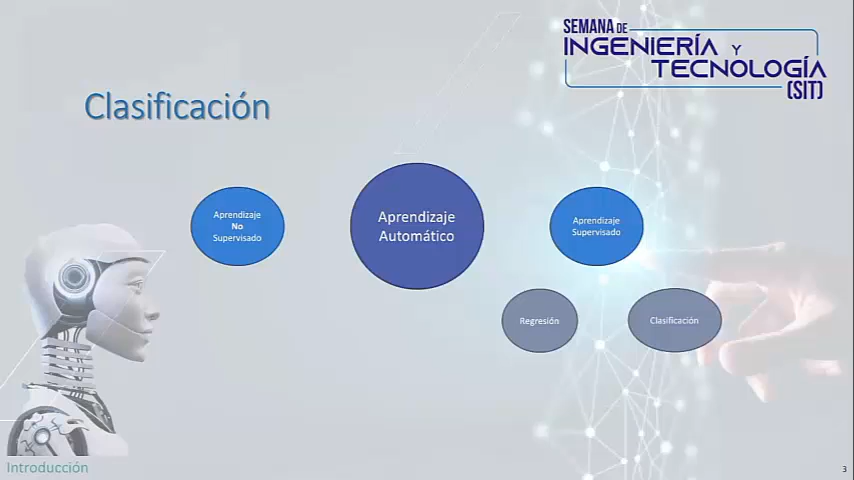 SEMANA DE
INGENIERÍA Y
TECNOLOGÍA
(SIT)
Clasificación
Aprendizaje
No
Supervisado
Aprendizaje
Automático
Aprendizaje
Supervisado
Regresión
Clasificación
Introducción
3